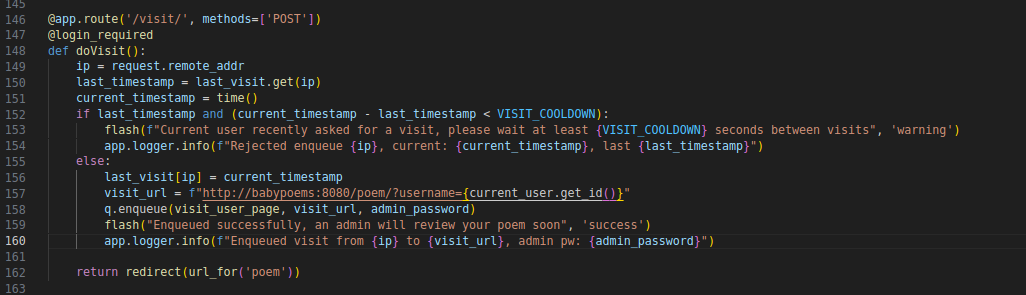 145
146 @app.route('/visit/', methods=['POST'])
147 @login_required
148 def doVisit():
149     ip = request.remote_addr
150     last_timestamp = last_visit.get(ip)
151     current_timestamp = time()
152     if last_timestamp and (current_timestamp - last_timestamp < VISIT_COOLDOWN):
153         flash(f"Current user recently asked for a visit, please wait at least {VISIT_COOLDOWN} seconds between visits", 'warning')
154         app.logger.info(f"Rejected enqueue {ip}, current: {current_timestamp}, last {last_timestamp}")
155     else:
156         last_visit[ip] = current_timestamp
157         visit_url = f"http://babypoems:8080/poem/?username={current_user.get_id()}"
158         q.enqueue(visit_user_page, visit_url, admin_password)
159         flash("Enqueued successfully, an admin will review your poem soon", 'success')
160         app.logger.info(f"Enqueued visit from {ip} to {visit_url}, admin pw: {admin_password}")
161
162     return redirect(url_for('poem'))
163